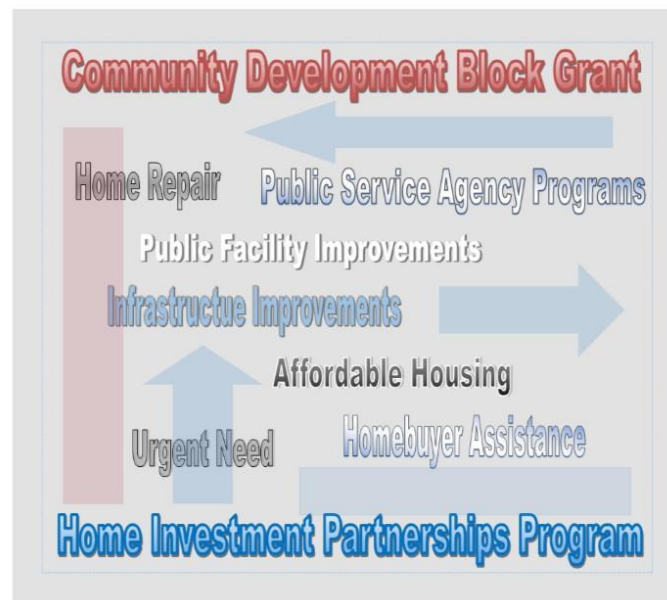 Community Development Block Grant
Home Repair
Public Service Agency Programs
Public Facility Improvements
Infrastructue Improvements
Affordable Housing
Urgent Need
Homebuyer Assistance
Home Investment Partnerships Program